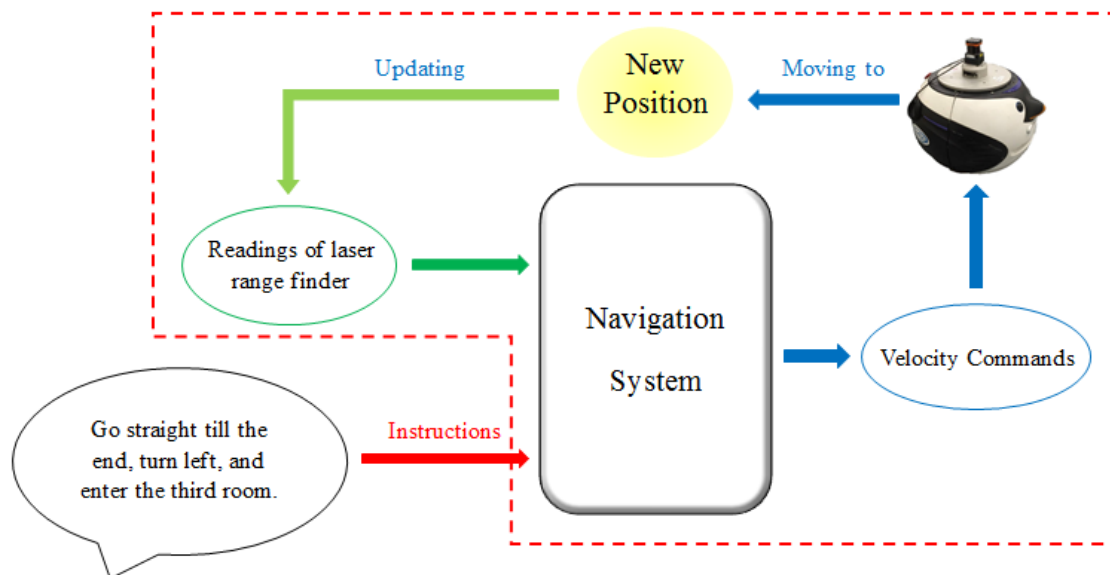 Updating
New
Position
Moving to
Readings of laser
range finder
Navigation
System
Velocity Commands
Go straight till the
end, turn left, and
enter the third room.
Instructions